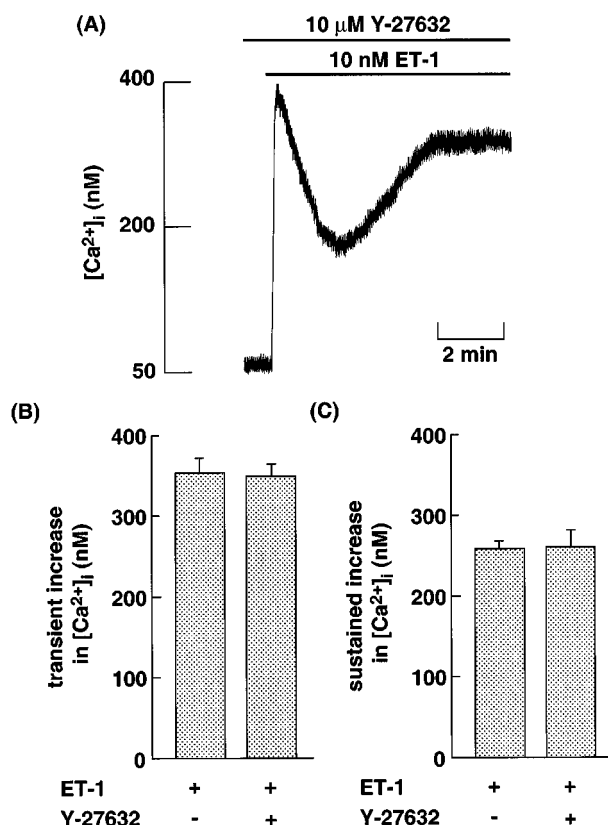 (A)
10 μM Y-27632
10 nM ET-1
400
200
50
[Ca2+]i (nM)
2 min
(B)
400
300
200
100
0
transient increase
in [Ca2+]i (nM)
ET-1 + +
Y-27632 - +
(C)
400
300
200
100
0
sustained increase
in [Ca2+]i (nM)
ET-1 + +
Y-27632 - +